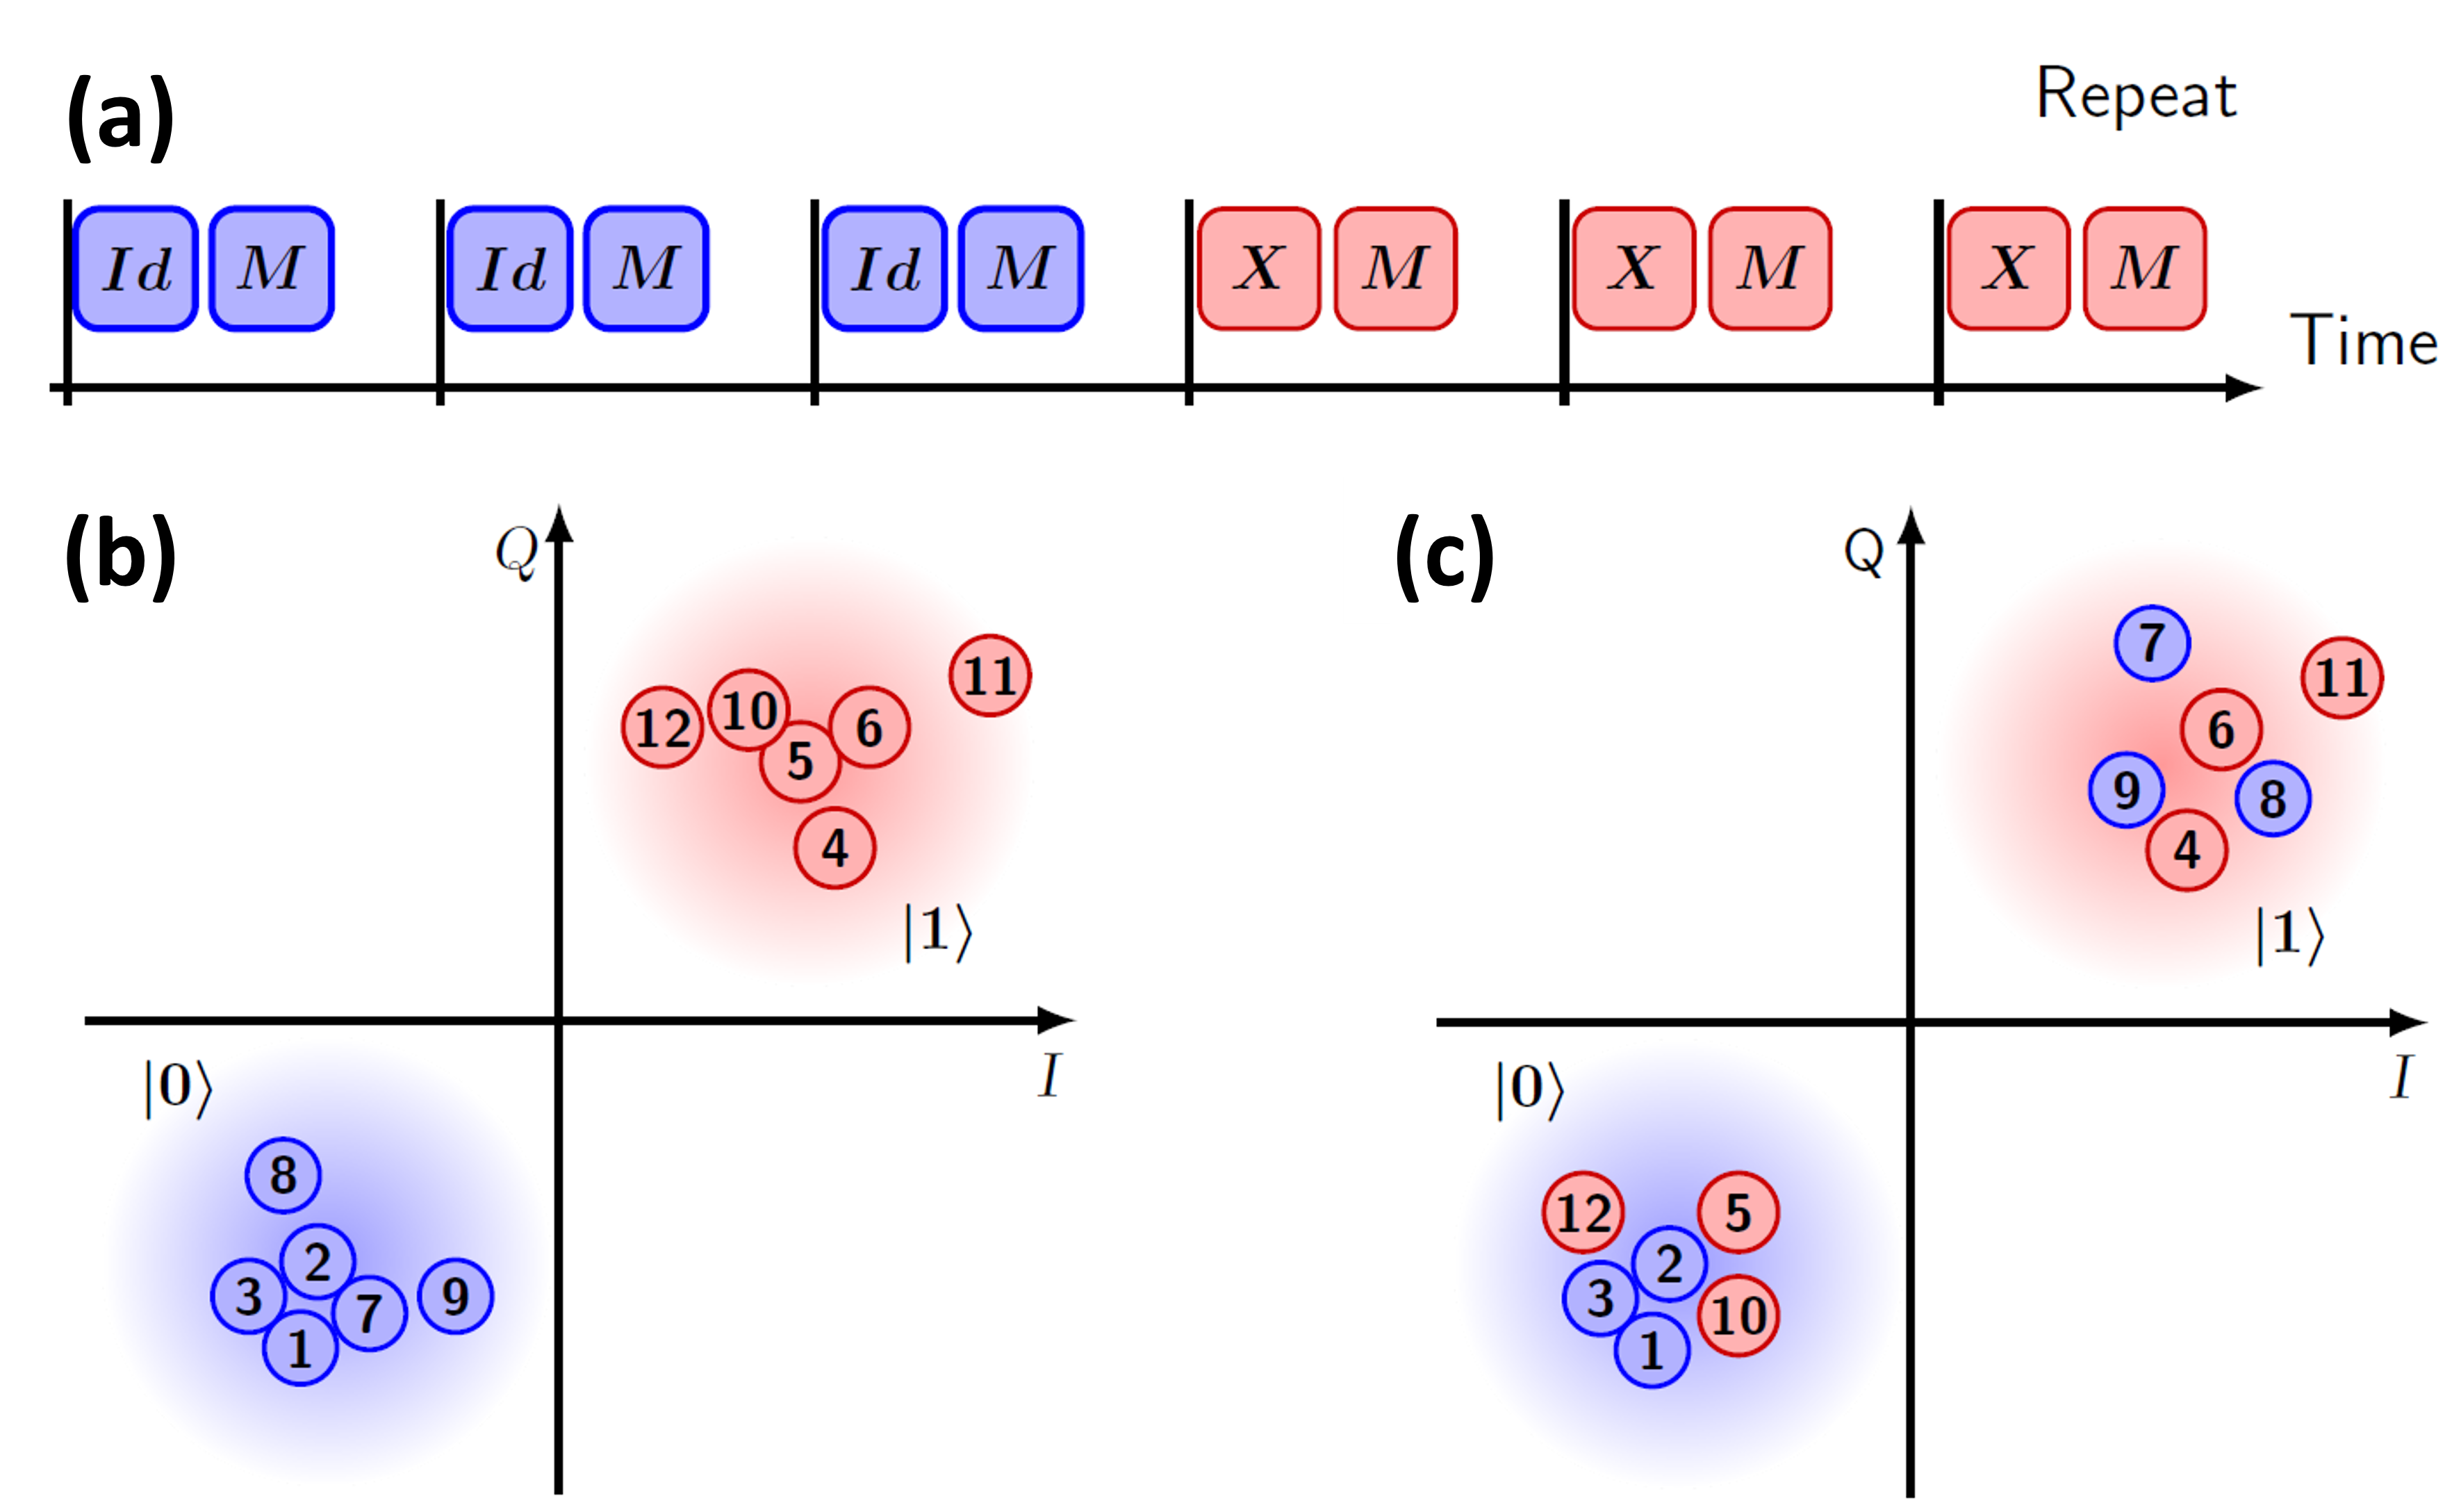 (a)
Repeat
Id M Id M Id M X M X M X M
Time
(b)
Q
11
12 10 5 6
4
|1⟩
I
|0⟩
8
2
3 7 9
1
(c)
Q
7
11
6
9 8
4
|1⟩
I
|0⟩
12 5
2
3 10
1